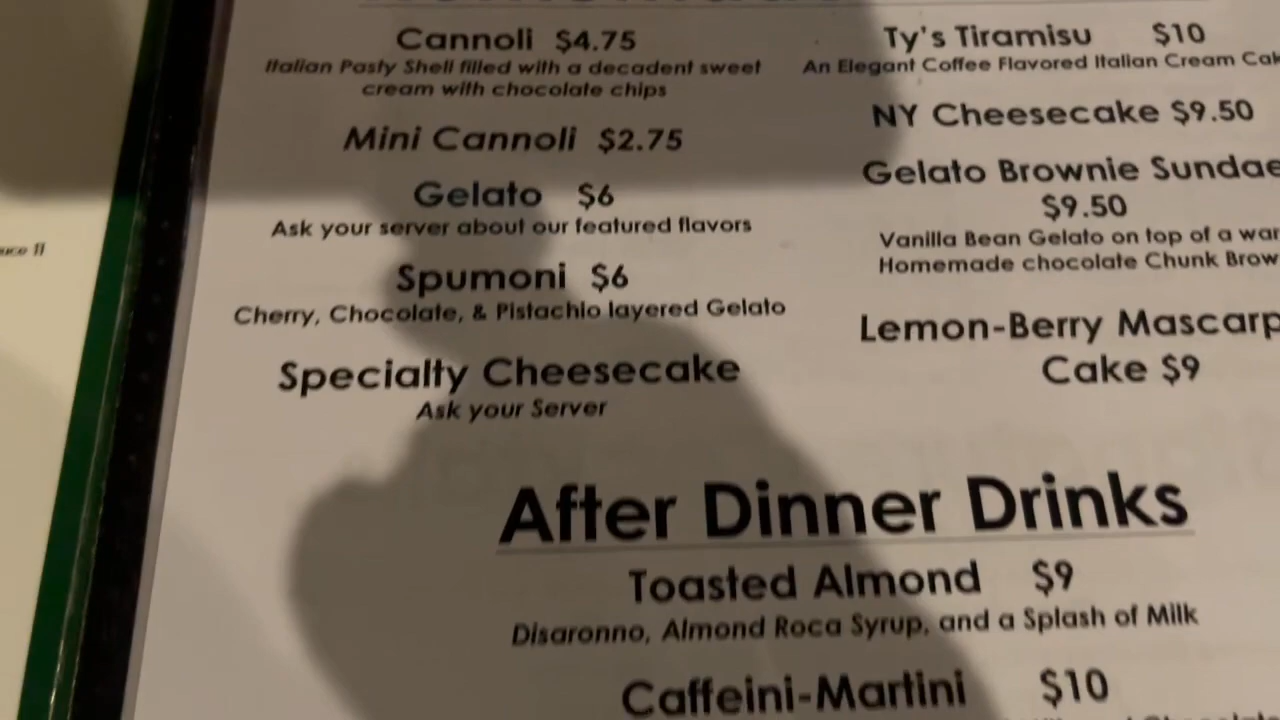 Cannoli $4.75
Italian Pasty Shell filled with a decadent sweet
cream with chocolate chips
Mini Cannoli $2.75
Gelato $6
Ask your server about our featured flavors
Spumoni $6
Cherry, Chocolate, & Pistachio layered Gelato
Specialty Cheesecake
Ask your Server
Ty's Tiramisu $10
An Elegant Coffee Flavored Italian Cream
NY Cheesecake $9.50
Gelato Brownie Sundae
$9.50
Vanilla Bean Gelato on top of a
Homemade chocolate Chunk
Lemon-Berry
Cake $9
After Dinner Drinks
Toasted Almond $9
Disaronno, Almond Roca Syrup, and a Splash of Milk
Caffeini-Martini $10